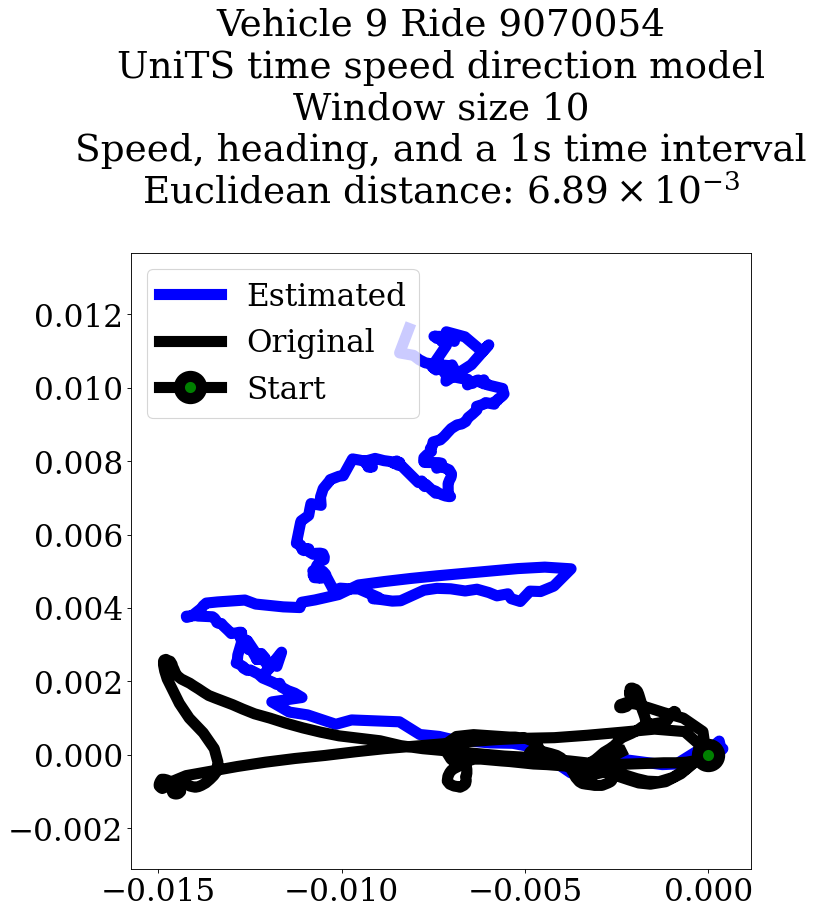 Vehicle 9 Ride 9070054
UniTS time speed direction model
Window size 10
Speed, heading, and a 1s time interval
Euclidean distance: 6.89 × 10⁻³
Estimated
Original
Start
0.012
0.010
0.008
0.006
0.004
0.002
0.000
−0.002
−0.015 −0.010 −0.005 0.000